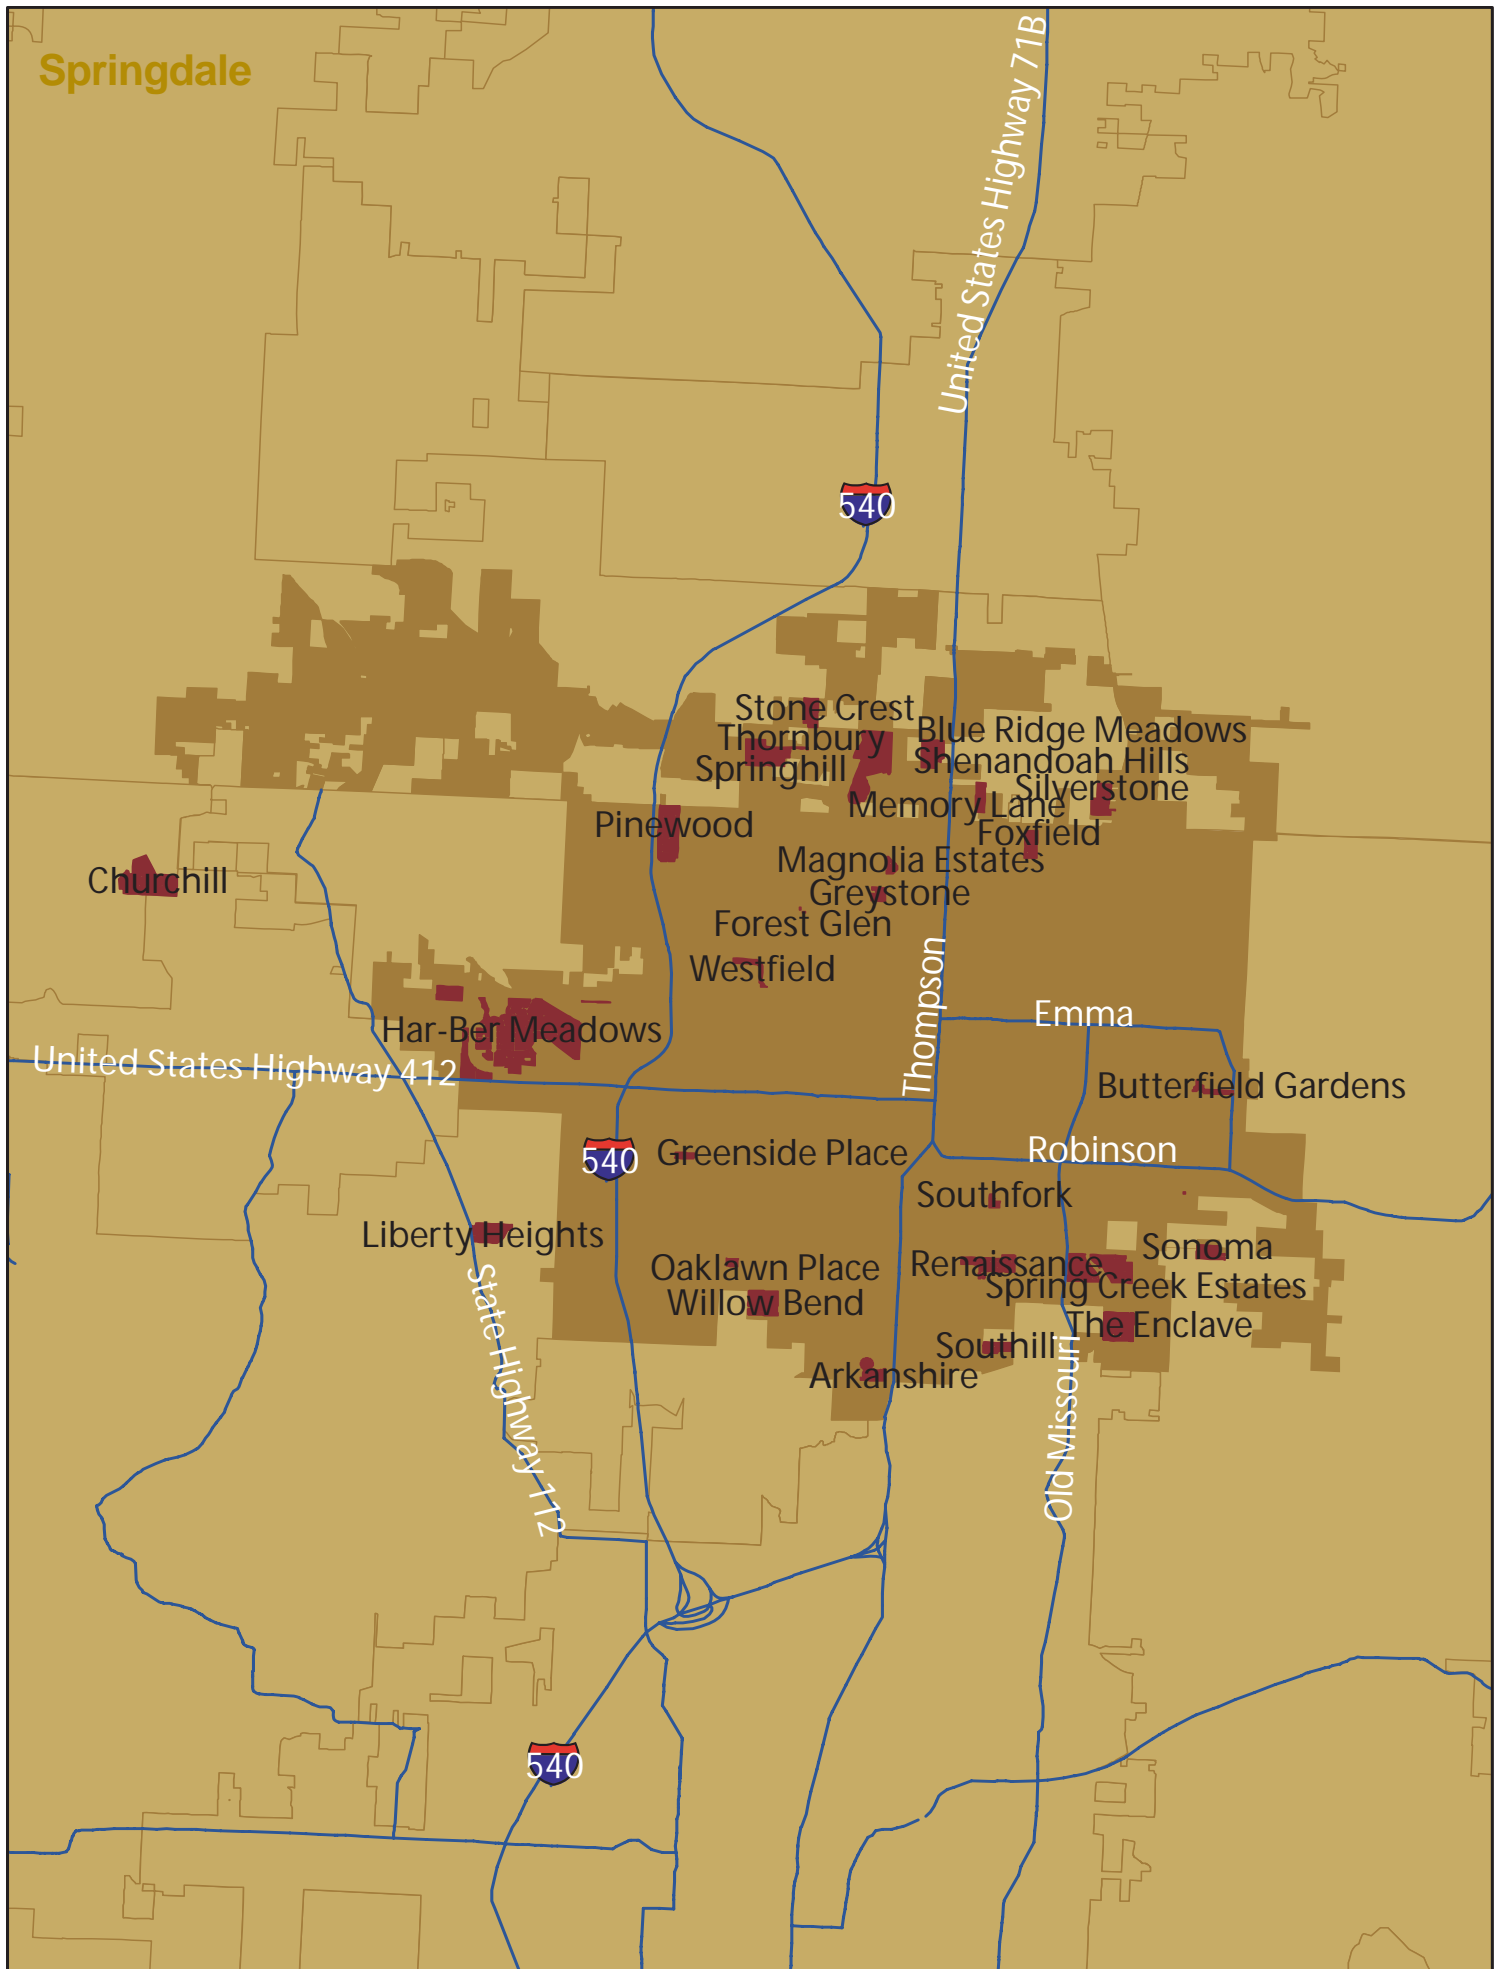 Springdale
United States Highway 71B
540
Stone Crest
Blue Ridge Meadows
Thornbury
Shenandoah Hills
Springhill
Silverstone
Memory Lane
Pinewood
Foxfield
Magnolia Estates
Churchill
Greystone
Forest Glen
Westfield
Thompson
Emma
Har-Ber Meadows
United States Highway 412
Butterfield Gardens
540
Greenside Place
Robinson
Southfork
Liberty Heights
Sonoma
Oaklawn Place
Renaissance
Spring Creek Estates
Willow Bend
The Enclave
Southill
Arkanshire
State Highway 112
Old Missouri
540